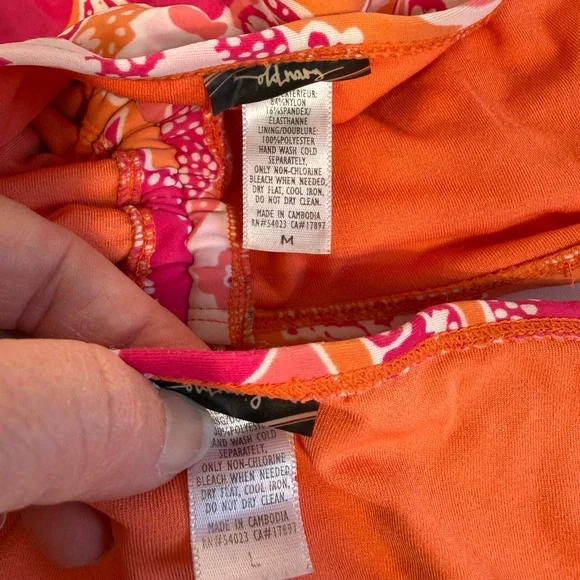 old navy
EXTERIEUR:
84%NYLON
16%SPANDEX/
ELASTHANNE
LINING/DOUBLURE:
100%POLYESTER
HAND WASH COLD
SEPARATELY,
ONLY NON-CHLORINE
BLEACH WHEN NEEDED,
DRY FLAT, COOL IRON,
DO NOT DRY CLEAN.
MADE IN CAMBODIA
RN#54023 CA#17897
M
HAND WASH COLD
SEPARATELY,
ONLY NON-CHLORINE
BLEACH WHEN NEEDED,
DRY FLAT, COOL IRON,
DO NOT DRY CLEAN.
MADE IN CAMBODIA
RN#54023 CA#17897
L